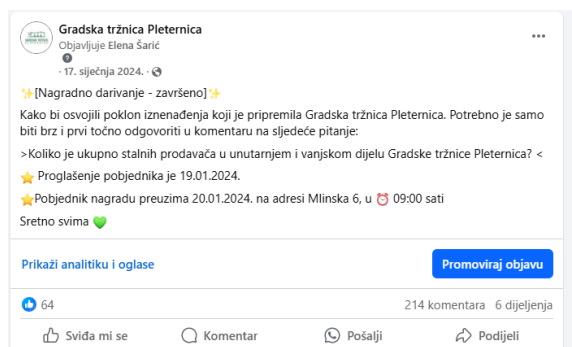 Gradska tržnica Pleternica
Objavljuje Elena Šarić
· 17. siječnja 2024. ·
✨[Nagradno darivanje - završeno]✨
Kako bi osvojili poklon iznenađenja koji je pripremila Gradska tržnica Pleternica. Potrebno je samo
biti brz i prvi točno odgovoriti u komentaru na sljedeće pitanje:
>Koliko je ukupno stalnih prodavača u unutarnjem i vanjskom dijelu Gradske tržnice Pleternica? <
⭐ Proglašenje pobjednika je 19.01.2024.
⭐Pobjednik nagradu preuzima 20.01.2024. na adresi Mlinska 6, u ⏰ 09:00 sati
Sretno svima 💚
Prikaži analitiku i oglase
Promoviraj objavu
64
214 komentara 6 dijeljenja
Sviđa mi se
Komentar
Pošalji
Podijeli